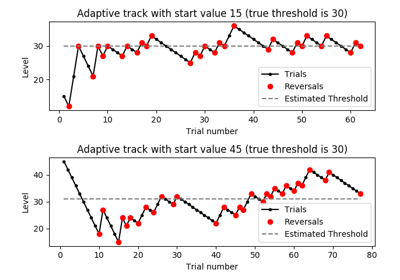 Adaptive track with start value 15 (true threshold is 30)
30
20
Level
Trials
Reversals
Estimated Threshold
0 10 20 30 40 50 60
Trial number
Adaptive track with start value 45 (true threshold is 30)
40
30
20
Level
Trials
Reversals
Estimated Threshold
0 10 20 30 40 50 60 70 80
Trial number